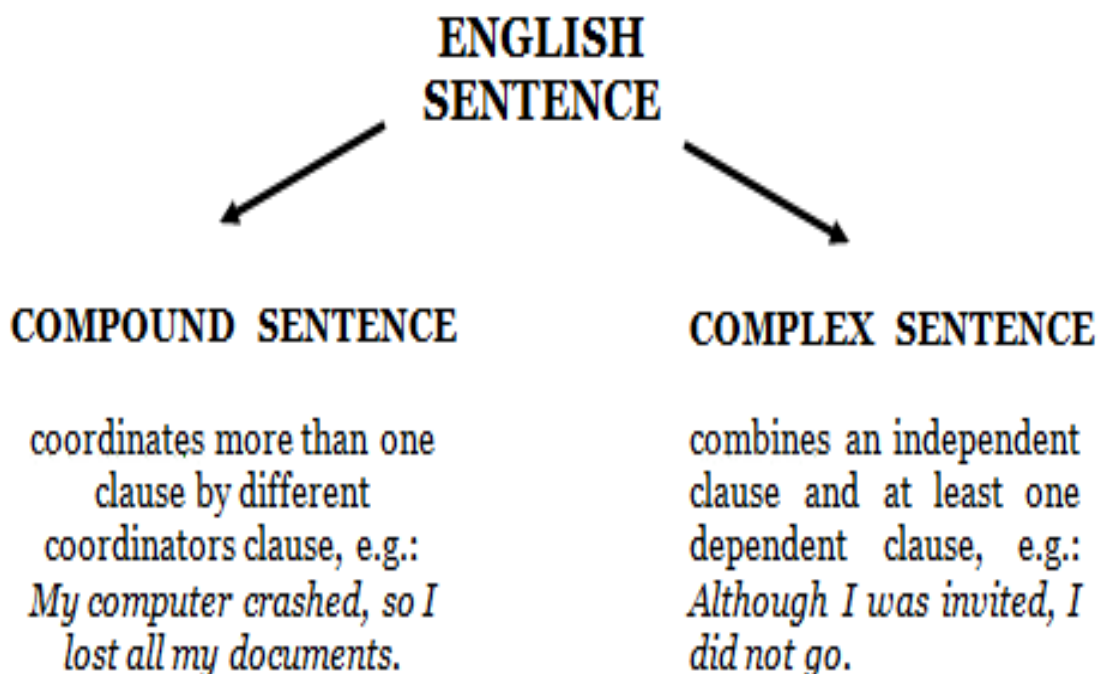 ENGLISH
SENTENCE
COMPOUND SENTENCE
coordinates more than one
clause by different
coordinators clause, e.g.:
My computer crashed, so I
lost all my documents.
COMPLEX SENTENCE
combines an independent
clause and at least one
dependent clause, e.g.:
Although I was invited, I
did not go.